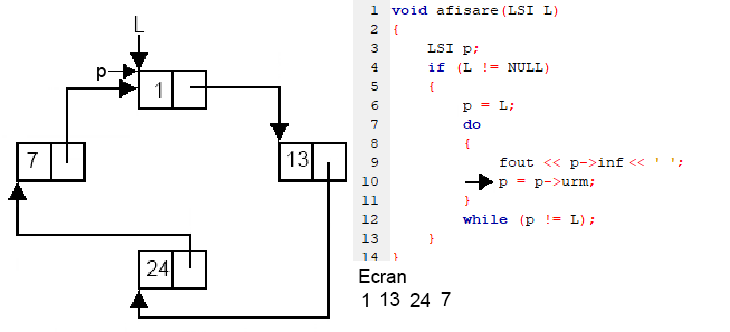 L
p
1
7
13
24
1 void afisare(LSI L)
2 {
3 LSI p;
4 if (L != NULL)
5 {
6 p = L;
7 do
8 {
9 fout << p->inf << ' ';
10 p = p->urm;
11 }
12 while (p != L);
13 }
14 }
Ecran
1 13 24 7